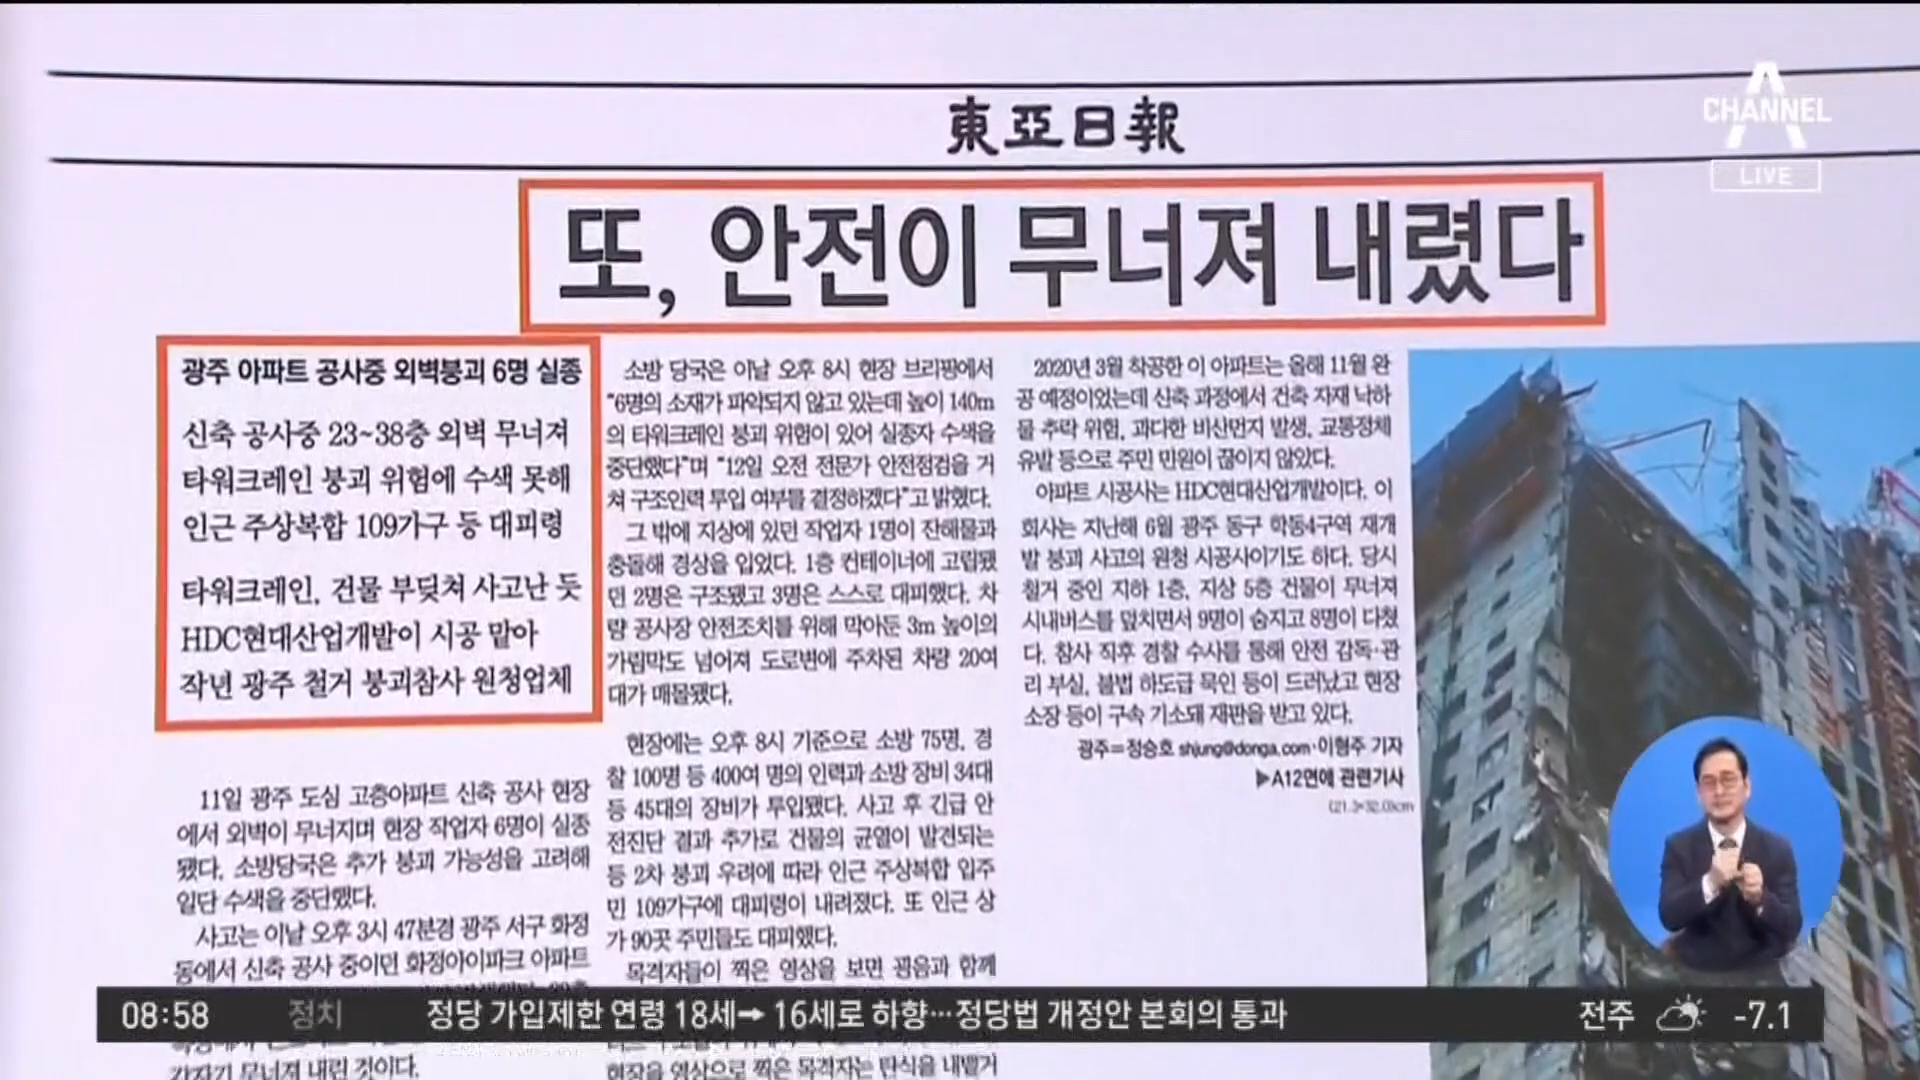 東亞日報
CHANNEL A
LIVE
또, 안전이 무너져 내렸다
광주 아파트 공사중 외벽붕괴 6명 실종
신축 공사중 23~38층 외벽 무너져
타워크레인 붕괴 위험에 수색 못해
인근 주상복합 109가구 등 대피령
타워크레인, 건물 부딪쳐 사고난 듯
HDC현대산업개발이 시공 맡아
작년 광주 철거 붕괴참사 원청업체
11일 광주 도심 고층아파트 신축 공사 현장
에서 외벽이 무너지며 현장 작업자 6명이 실종
됐다. 소방당국은 추가 붕괴 가능성을 고려해
일단 수색을 중단했다.
사고는 이날 오후 3시 47분경 광주 서구 화정
동에서 신축 공사 중이던 화정아이파크 아파트
갑자기 무너져 내린 것이다.
소방 당국은 이날 오후 8시 현장 브리핑에서
“6명의 소재가 파악되지 않고 있는데 높이 140m
의 타워크레인 붕괴 위험이 있어 실종자 수색을
중단했다”며 “12일 오전 전문가 안전점검을 거
쳐 구조인력 투입 여부를 결정하겠다”고 밝혔다.
그 밖에 지상에 있던 작업자 1명이 잔해물과
충돌해 경상을 입었다. 1층 컨테이너에 고립됐
던 2명은 구조됐고 3명은 스스로 대피했다. 차
량 공사장 안전조치를 위해 막아둔 3m 높이의
가림막도 넘어져 도로변에 주차된 차량 20여
대가 매몰됐다.
현장에는 오후 8시 기준으로 소방 75명, 경
찰 100명 등 400여 명의 인력과 소방 장비 34대
등 45대의 장비가 투입됐다. 사고 후 긴급 안
전진단 결과 추가로 건물의 균열이 발견되는
등 2차 붕괴 우려에 따라 인근 주상복합 입주
민 109가구에 대피령이 내려졌다. 또 인근 상
가 90곳 주민들도 대피했다.
목격자들이 찍은 영상을 보면 굉음과 함께
현장을 영상으로 찍은 목격자는 탄식을 내뱉거
2020년 3월 착공한 이 아파트는 올해 11월 완
공 예정이었는데 신축 과정에서 건축 자재 낙하
물 추락 위험, 과다한 비산먼지 발생, 교통정체
유발 등으로 주민 민원이 끊이지 않았다.
아파트 시공사는 HDC현대산업개발이다. 이
회사는 지난해 6월 광주 동구 학동4구역 재개
발 붕괴 사고의 원청 시공사이기도 하다. 당시
철거 중인 지하 1층, 지상 5층 건물이 무너져
시내버스를 덮치면서 9명이 숨지고 8명이 다쳤
다. 참사 직후 경찰 수사를 통해 안전 감독·관
리 부실, 불법 하도급 묵인 등이 드러났고 현장
소장 등이 구속 기소돼 재판을 받고 있다.
광주=정승호 shjung@donga.com·이형주 기자
▶A12면에 관련기사
08:58 정치 정당 가입제한 연령 18세➞ 16세로 하향…정당법 개정안 본회의 통과 전주 -7.1